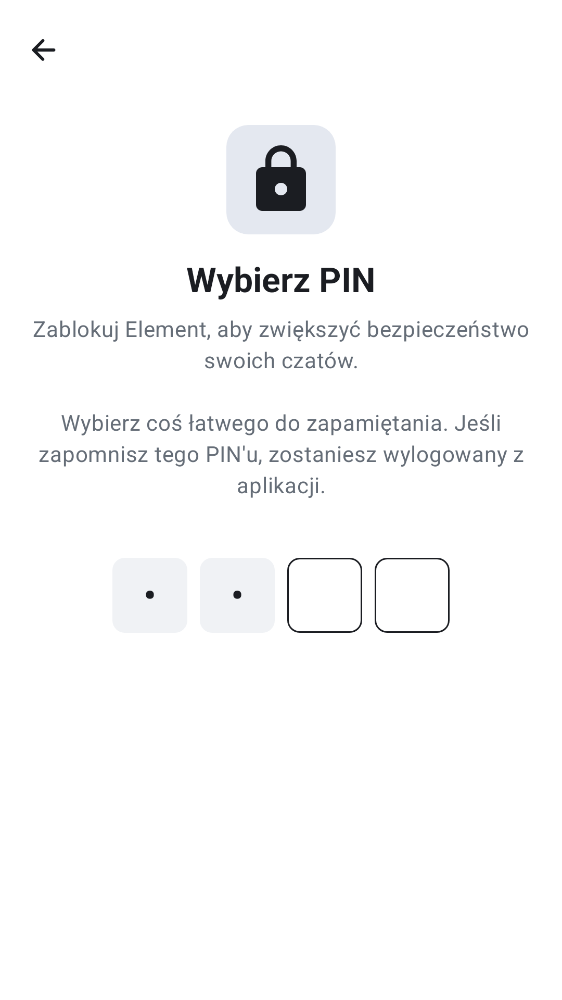 Wybierz PIN
Zablokuj Element, aby zwiększyć bezpieczeństwo
swoich czatów.
Wybierz coś łatwego do zapamiętania. Jeśli
zapomnisz tego PIN'u, zostaniesz wylogowany z
aplikacji.